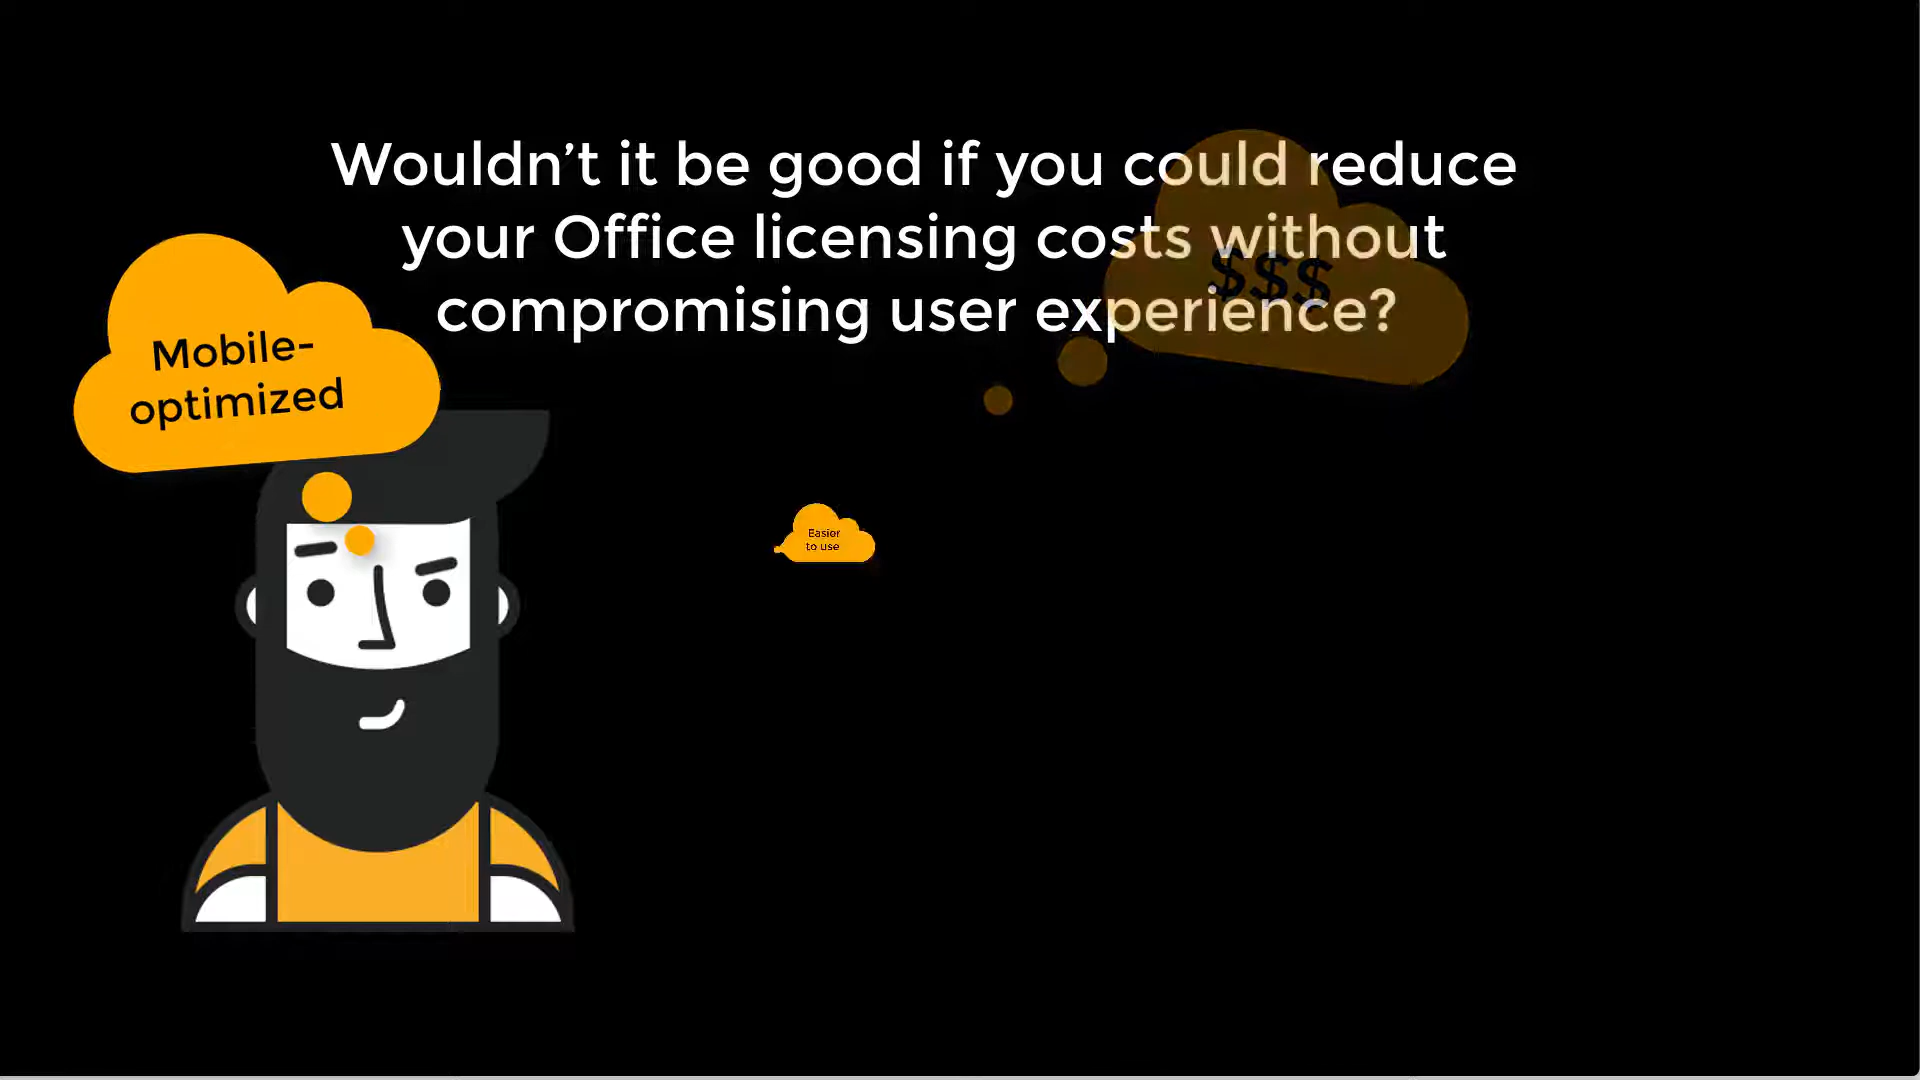 Wouldn’t it be good if you could reduce
your Office licensing costs without
compromising user experience?
$$$
Mobile-
optimized
Easier
to use